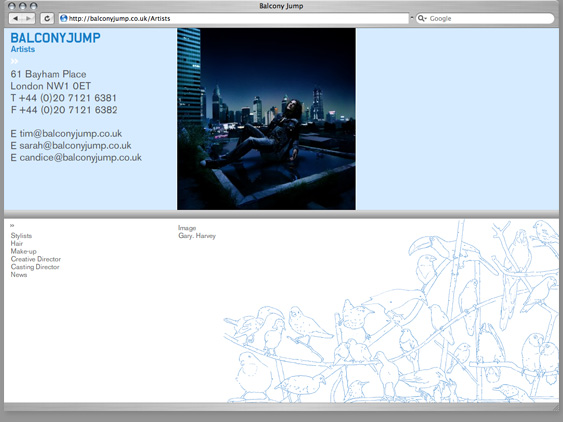 Balcony Jump
http://balconyjump.co.uk/Artists
Google
BALCONYJUMP
Artists
»
61 Bayham Place
London NW1 0ET
T +44 (0)20 7121 6381
F +44 (0)20 7121 6382
E tim@balconyjump.co.uk
E sarah@balconyjump.co.uk
E candice@balconyjump.co.uk
»
Stylists
Hair
Make-up
Creative Director
Casting Director
News
Image
Gary. Harvey